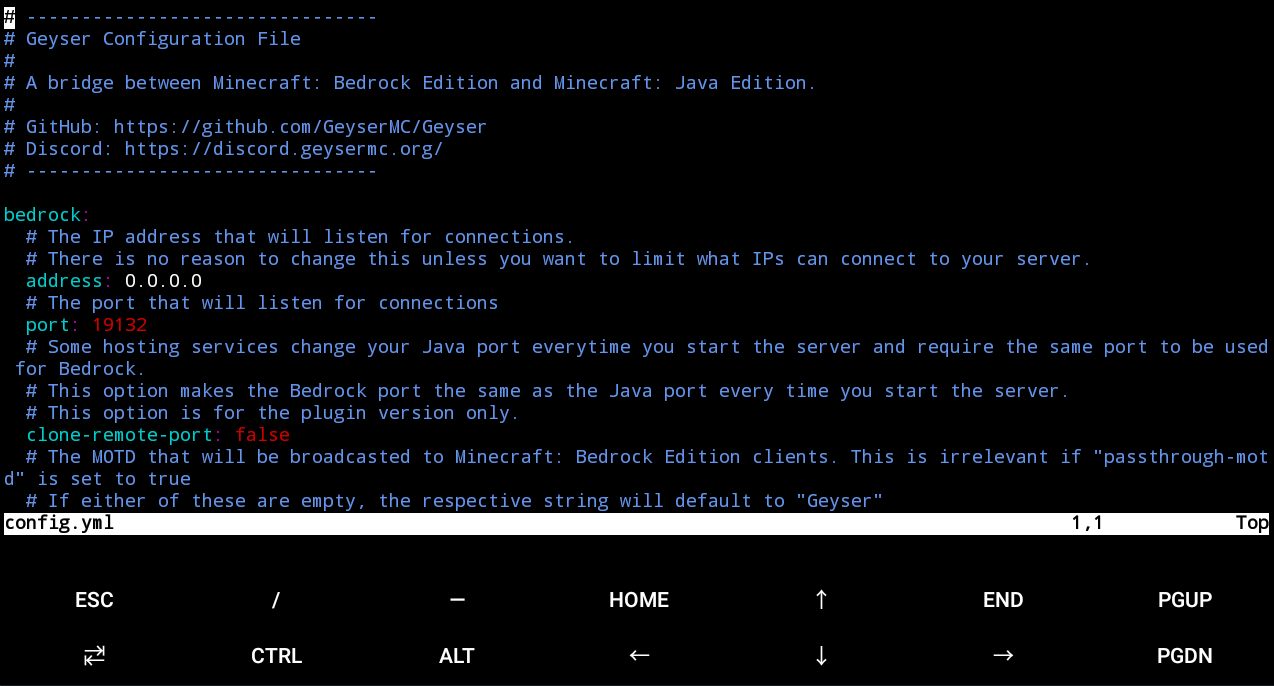 # --------------------------------
# Geyser Configuration File
#
# A bridge between Minecraft: Bedrock Edition and Minecraft: Java Edition.
#
# GitHub: https://github.com/GeyserMC/Geyser
# Discord: https://discord.geysermc.org/
# --------------------------------
bedrock:
# The IP address that will listen for connections.
# There is no reason to change this unless you want to limit what IPs can connect to your server.
address: 0.0.0.0
# The port that will listen for connections
port: 19132
# Some hosting services change your Java port everytime you start the server and require the same port to be used
for Bedrock.
# This option makes the Bedrock port the same as the Java port every time you start the server.
# This option is for the plugin version only.
clone-remote-port: false
# The MOTD that will be broadcasted to Minecraft: Bedrock Edition clients. This is irrelevant if "passthrough-mot
d" is set to true
# If either of these are empty, the respective string will default to "Geyser"
config.yml 1,1 Top
ESC / — HOME ↑ END PGUP
⇄ CTRL ALT ← ↓ → PGDN